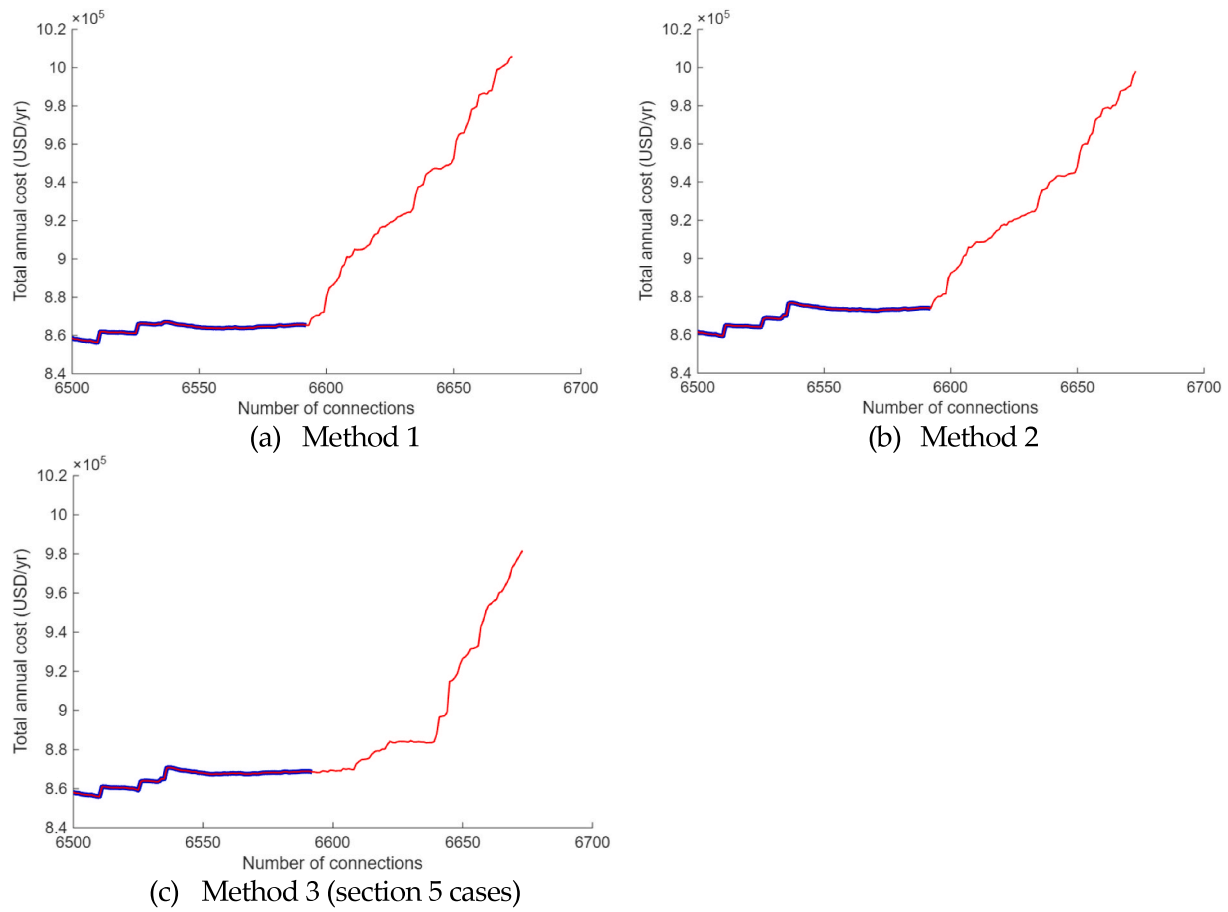 ×10⁵
10.2
10
9.8
9.6
9.4
9.2
9
8.8
8.6
8.4
Total annual cost (USD/yr)
6500 6550 6600 6650 6700
Number of connections
(a) Method 1
×10⁵
10.2
10
9.8
9.6
9.4
9.2
9
8.8
8.6
8.4
Total annual cost (USD/yr)
6500 6550 6600 6650 6700
Number of connections
(b) Method 2
×10⁵
10.2
10
9.8
9.6
9.4
9.2
9
8.8
8.6
8.4
Total annual cost (USD/yr)
6500 6550 6600 6650 6700
Number of connections
(c) Method 3 (section 5 cases)